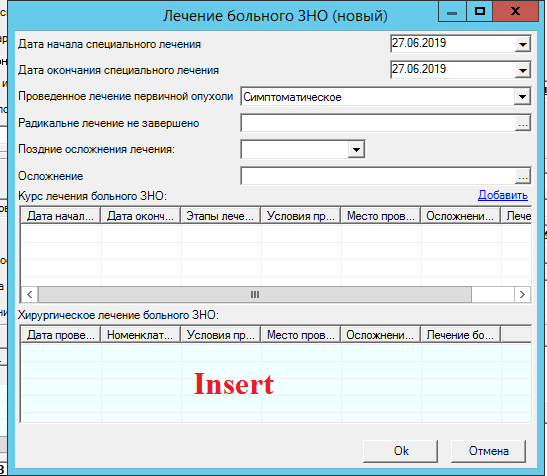 Лечение больного ЗНО (новый)
Дата начала специального лечения
27.06.2019
Дата окончания специального лечения
27.06.2019
Проведенное лечение первичной опухоли
Симптоматическое
Радикальне лечение не завершено
...
Поздние осложнения лечения:
Осложнение
...
Курс лечения больного ЗНО:
Добавить
Дата начал... Дата оконч... Этапы лече... Условия пр... Место пров... Осложнени... Лече
Хирургическое лечение больного ЗНО:
Дата прове... Номенклат... Условия пр... Место пров... Осложнени... Лечение бо...
Insert
Ok
Отмена